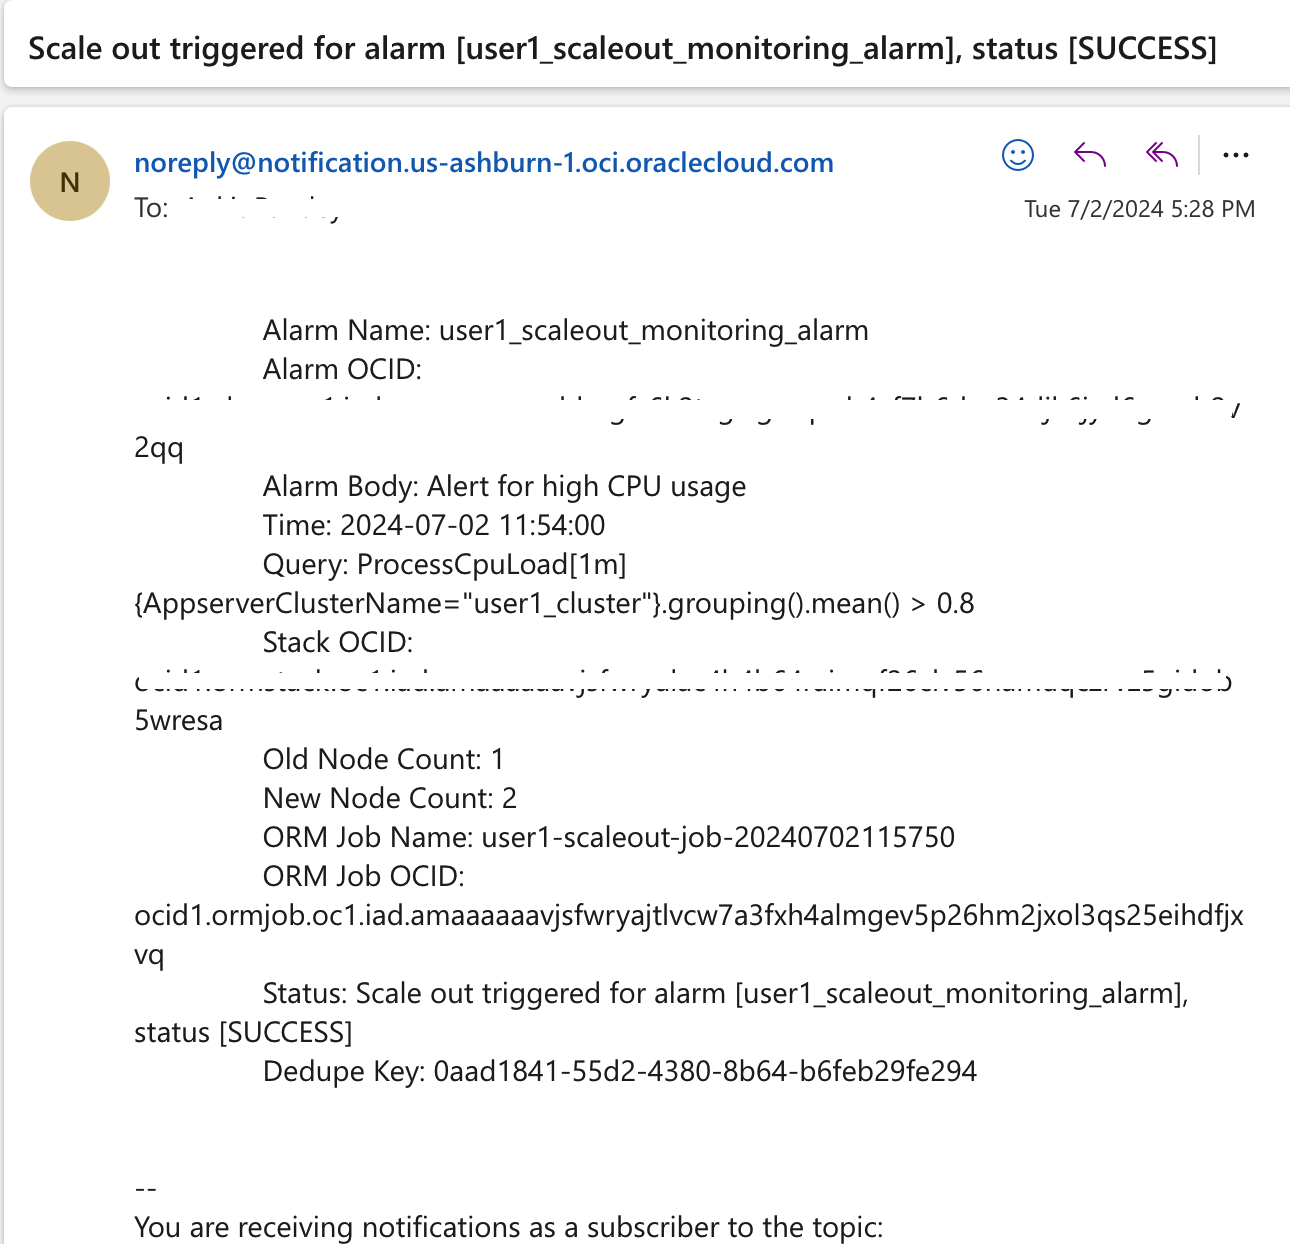 Scale out triggered for alarm [user1_scaleout_monitoring_alarm], status [SUCCESS]
N
noreply@notification.us-ashburn-1.oci.oraclecloud.com
To:
Tue 7/2/2024 5:28 PM
Alarm Name: user1_scaleout_monitoring_alarm
Alarm OCID:
2qq
Alarm Body: Alert for high CPU usage
Time: 2024-07-02 11:54:00
Query: ProcessCpuLoad[1m]
{AppserverClusterName="user1_cluster"}.grouping().mean() > 0.8
Stack OCID:
5wresa
Old Node Count: 1
New Node Count: 2
ORM Job Name: user1-scaleout-job-20240702115750
ORM Job OCID:
ocid1.ormjob.oc1.iad.amaaaaaavjsfwryajtlvcw7a3fxh4almgev5p26hm2jxol3qs25eihdfjx
vq
Status: Scale out triggered for alarm [user1_scaleout_monitoring_alarm],
status [SUCCESS]
Dedupe Key: 0aad1841-55d2-4380-8b64-b6feb29fe294
--
You are receiving notifications as a subscriber to the topic: